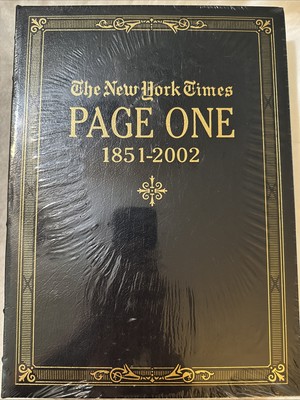 The New York Times
PAGE ONE
1851-2002